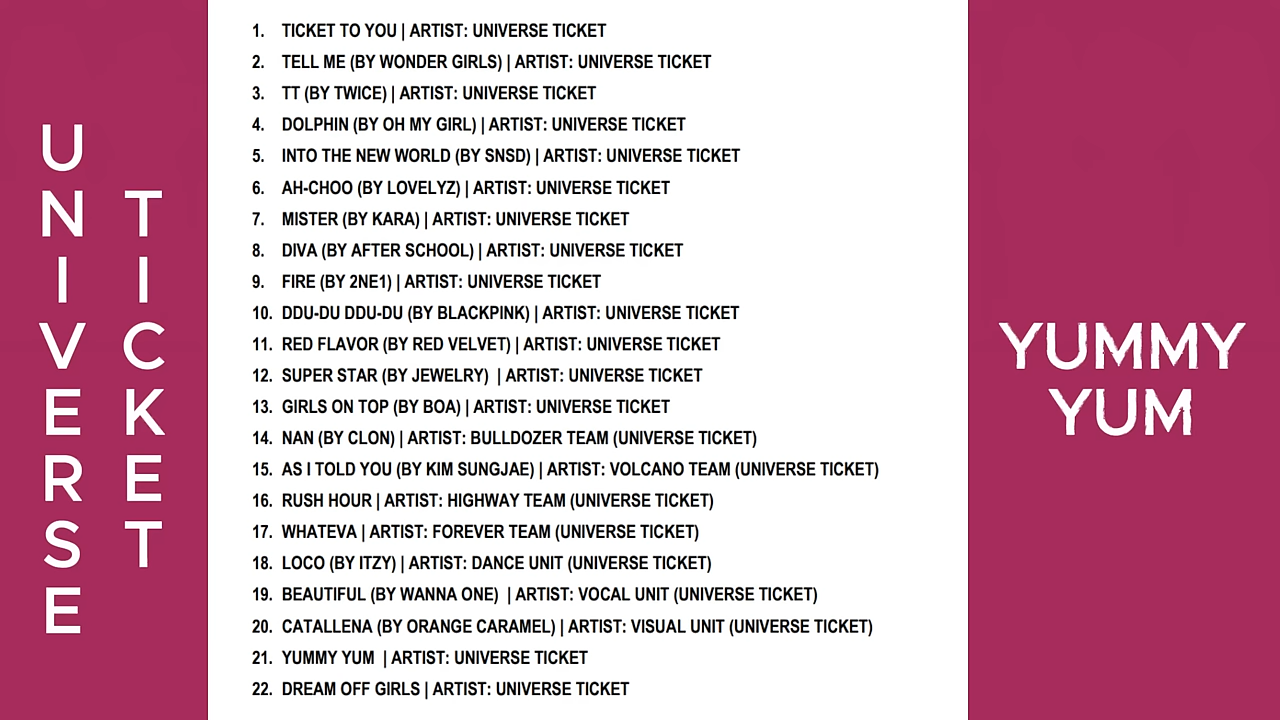 UNIVERSE
TICKET
1. TICKET TO YOU | ARTIST: UNIVERSE TICKET
2. TELL ME (BY WONDER GIRLS) | ARTIST: UNIVERSE TICKET
3. TT (BY TWICE) | ARTIST: UNIVERSE TICKET
4. DOLPHIN (BY OH MY GIRL) | ARTIST: UNIVERSE TICKET
5. INTO THE NEW WORLD (BY SNSD) | ARTIST: UNIVERSE TICKET
6. AH-CHOO (BY LOVELYZ) | ARTIST: UNIVERSE TICKET
7. MISTER (BY KARA) | ARTIST: UNIVERSE TICKET
8. DIVA (BY AFTER SCHOOL) | ARTIST: UNIVERSE TICKET
9. FIRE (BY 2NE1) | ARTIST: UNIVERSE TICKET
10. DDU-DU DDU-DU (BY BLACKPINK) | ARTIST: UNIVERSE TICKET
11. RED FLAVOR (BY RED VELVET) | ARTIST: UNIVERSE TICKET
12. SUPER STAR (BY JEWELRY) | ARTIST: UNIVERSE TICKET
13. GIRLS ON TOP (BY BOA) | ARTIST: UNIVERSE TICKET
14. NAN (BY CLON) | ARTIST: BULLDOZER TEAM (UNIVERSE TICKET)
15. AS I TOLD YOU (BY KIM SUNGJAE) | ARTIST: VOLCANO TEAM (UNIVERSE TICKET)
16. RUSH HOUR | ARTIST: HIGHWAY TEAM (UNIVERSE TICKET)
17. WHATEVA | ARTIST: FOREVER TEAM (UNIVERSE TICKET)
18. LOCO (BY ITZY) | ARTIST: DANCE UNIT (UNIVERSE TICKET)
19. BEAUTIFUL (BY WANNA ONE) | ARTIST: VOCAL UNIT (UNIVERSE TICKET)
20. CATALLENA (BY ORANGE CARAMEL) | ARTIST: VISUAL UNIT (UNIVERSE TICKET)
21. YUMMY YUM | ARTIST: UNIVERSE TICKET
22. DREAM OFF GIRLS | ARTIST: UNIVERSE TICKET
YUMMY
YUM